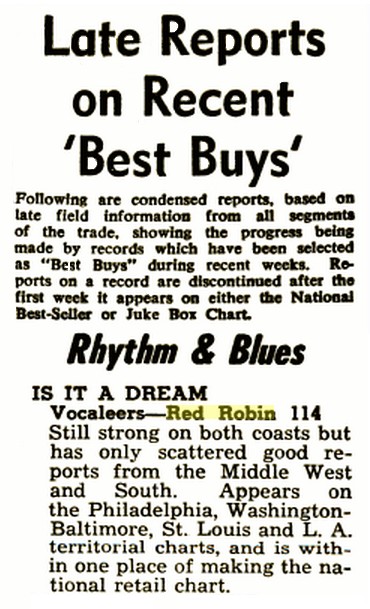 Late Reports
on Recent
'Best Buys'
Following are condensed reports, based on
late field information from all segments
of the trade, showing the progress being
made by records which have been selected
as "Best Buys" during recent weeks. Re-
ports on a record are discontinued after the
first week it appears on either the National
Best-Seller or Juke Box Chart.
Rhythm & Blues
IS IT A DREAM
Vocaleers—Red Robin 114
Still strong on both coasts but
has only scattered good re-
ports from the Middle West
and South. Appears on
the Philadelphia, Washington-
Baltimore, St. Louis and L. A.
territorial charts, and is with-
in one place of making the na-
tional retail chart.